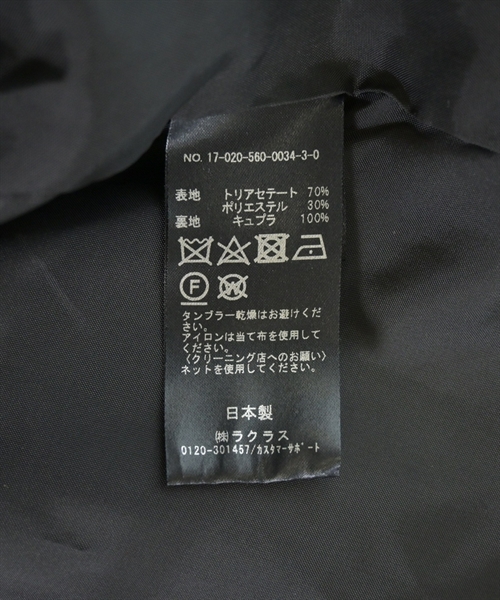 NO. 17-020-560-0034-3-0
表地 トリアセテート 70%
ポリエステル 30%
裏地 キュプラ 100%
F W
タンブラー乾燥はお避けくだ
さい。
アイロンは当て布を使用して
ください。
〈クリーニング店へのお願い〉
ネットを使用してください。
日本製
㈱ラクラス
0120-301457/ｶｽﾀﾏｰｻﾎﾟｰﾄ